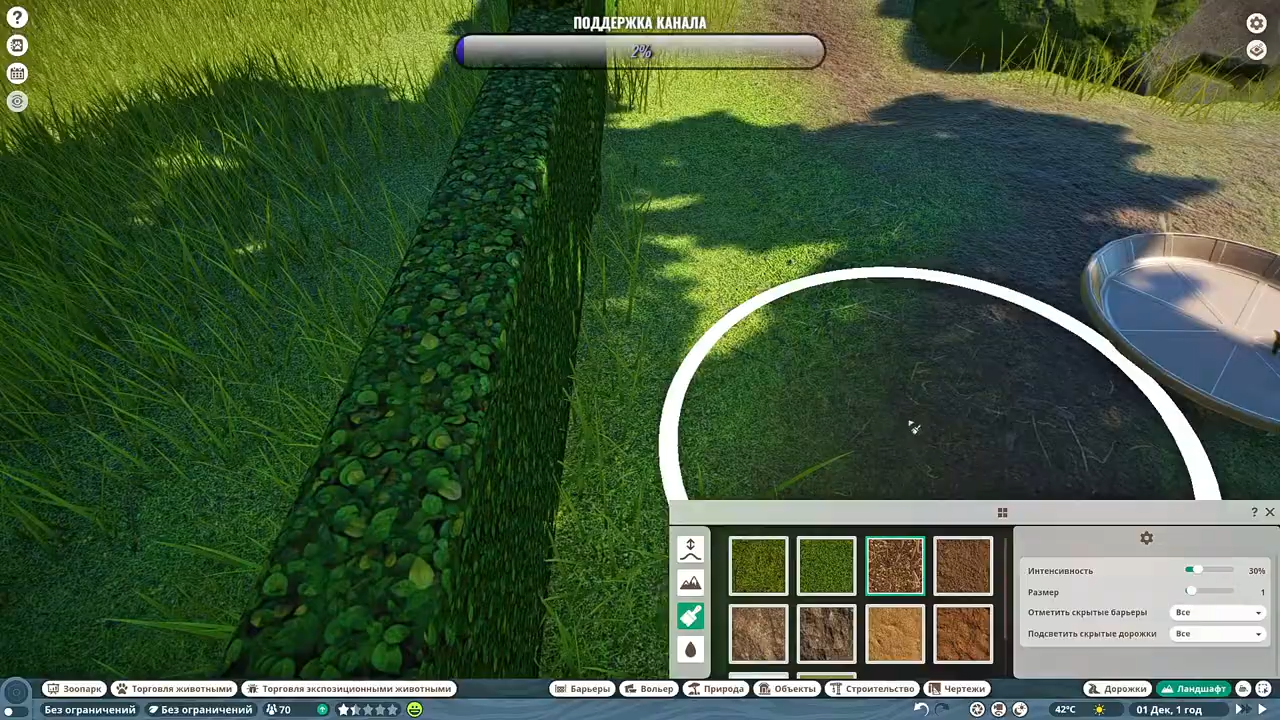 ПОДДЕРЖКА КАНАЛА
2%
?
? ×
Интенсивность 30%
Размер 1
Отметить скрытые барьеры Все
Подсветить скрытые дорожки Все
Зоопарк Торговля животными Торговля экспозиционными животными Барьеры Вольер Природа Объекты Строительство Чертежи Дорожки Ландшафт
Без ограничений Без ограничений 70 42°C 01 Дек, 1 год